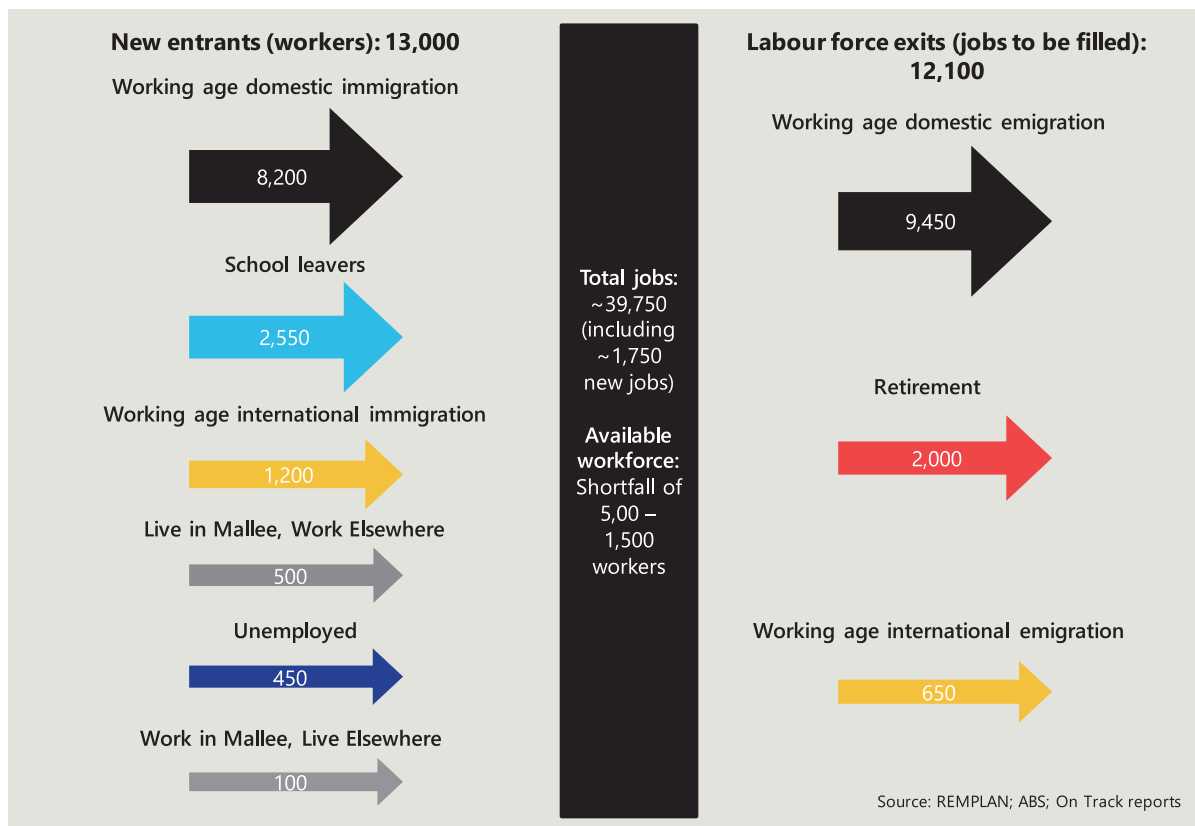 New entrants (workers): 13,000
Working age domestic immigration
8,200
School leavers
2,550
Working age international immigration
1,200
Live in Mallee, Work Elsewhere
500
Unemployed
450
Work in Mallee, Live Elsewhere
100
Total jobs:
~39,750
(including
~1,750
new jobs)
Available
workforce:
Shortfall of
5,00 –
1,500
workers
Labour force exits (jobs to be filled):
12,100
Working age domestic emigration
9,450
Retirement
2,000
Working age international emigration
650
Source: REMPLAN; ABS; On Track reports